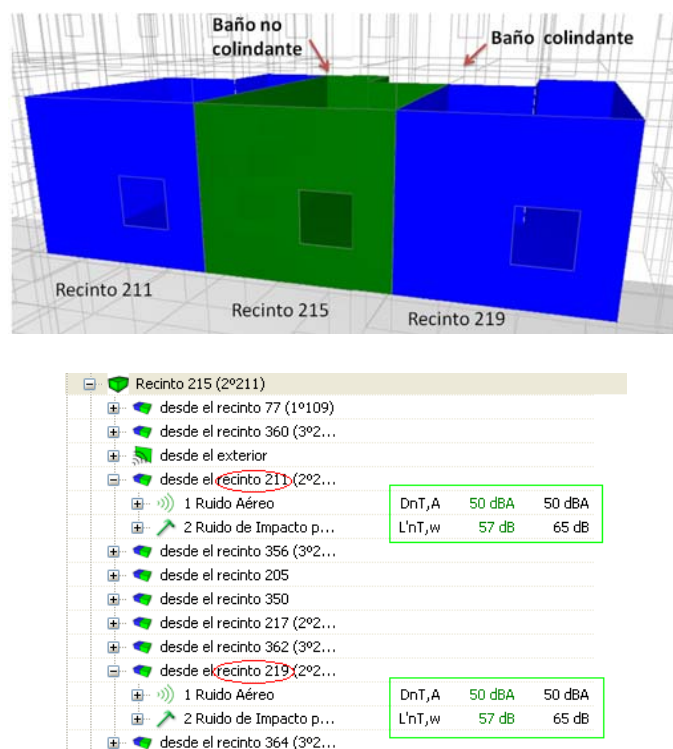 Baño no
colindante
Baño colindante
Recinto 211
Recinto 215
Recinto 219
Recinto 215 (2º211)
desde el recinto 77 (1º109)
desde el recinto 360 (3º2...
desde el exterior
desde el recinto 211 (2º2...
1 Ruido Aéreo DnT,A 50 dBA 50 dBA
2 Ruido de Impacto p... L'nT,w 57 dB 65 dB
desde el recinto 356 (3º2...
desde el recinto 205
desde el recinto 350
desde el recinto 217 (2º2...
desde el recinto 362 (3º2...
desde el recinto 219 (2º2...
1 Ruido Aéreo DnT,A 50 dBA 50 dBA
2 Ruido de Impacto p... L'nT,w 57 dB 65 dB
desde el recinto 364 (3º2...